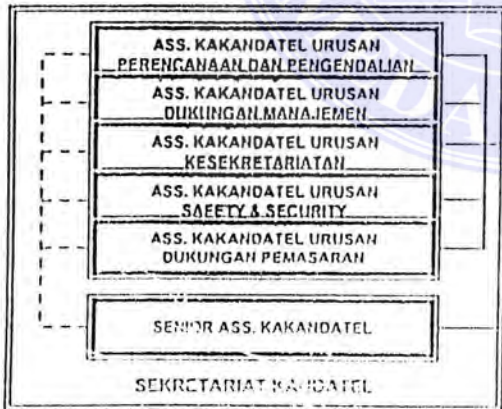 ASS. KAKANDATEL URUSAN
PERENCANAAN DAN PENGENDALIAN
ASS. KAKANDATEL URUSAN
DUKUNGAN MANAJEMEN
ASS. KAKANDATEL URUSAN
KESEKRETARIATAN
ASS. KAKANDATEL URUSAN
SAFETY & SECURITY
ASS. KAKANDATEL URUSAN
DUKUNGAN PEMASARAN
SENIOR ASS. KAKANDATEL
SEKRETARIAT KANDATEL